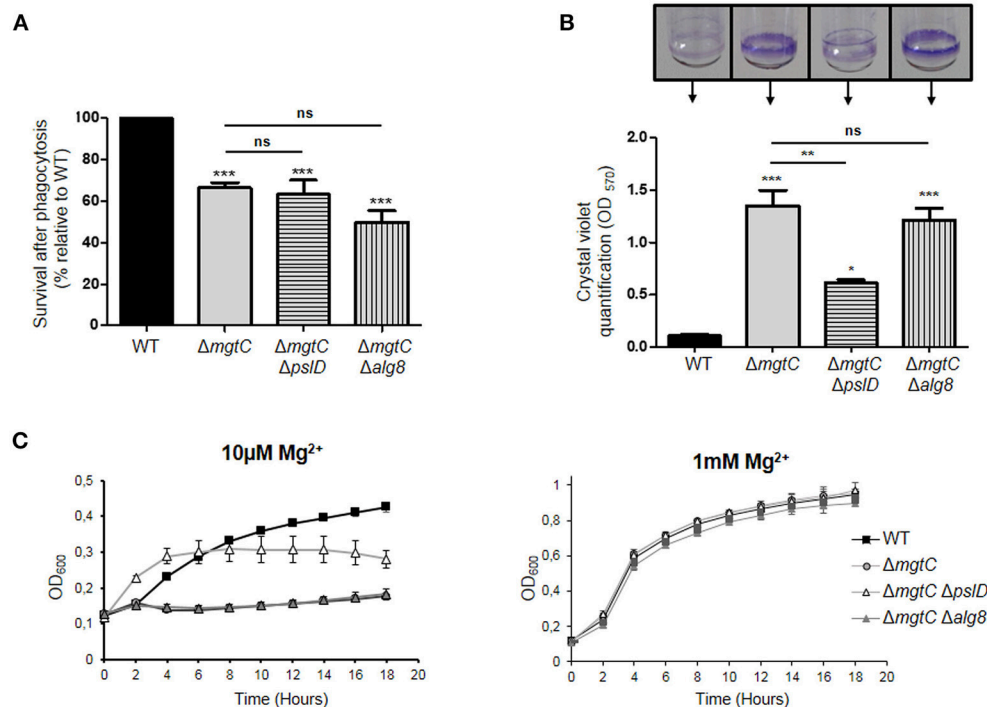 A
Survival after phagocytosis
(% relative to WT)
100
80
60
40
20
0
ns
ns
***
***
***
WT
ΔmgtC
ΔmgtC
ΔpslD
ΔmgtC
Δalg8
B
Crystal violet
quantification (OD 570)
2.0
1.5
1.0
0.5
0.0
ns
**
***
*
***
WT
ΔmgtC
ΔmgtC
ΔpslD
ΔmgtC
Δalg8
C
10µM Mg²⁺
OD₆₀₀
0,5
0,4
0,3
0,2
0,1
0
0 2 4 6 8 10 12 14 16 18 20
Time (Hours)
1mM Mg²⁺
OD₆₀₀
1
0,8
0,6
0,4
0,2
0
0 2 4 6 8 10 12 14 16 18 20
Time (Hours)
WT
ΔmgtC
ΔmgtC ΔpslD
ΔmgtC Δalg8